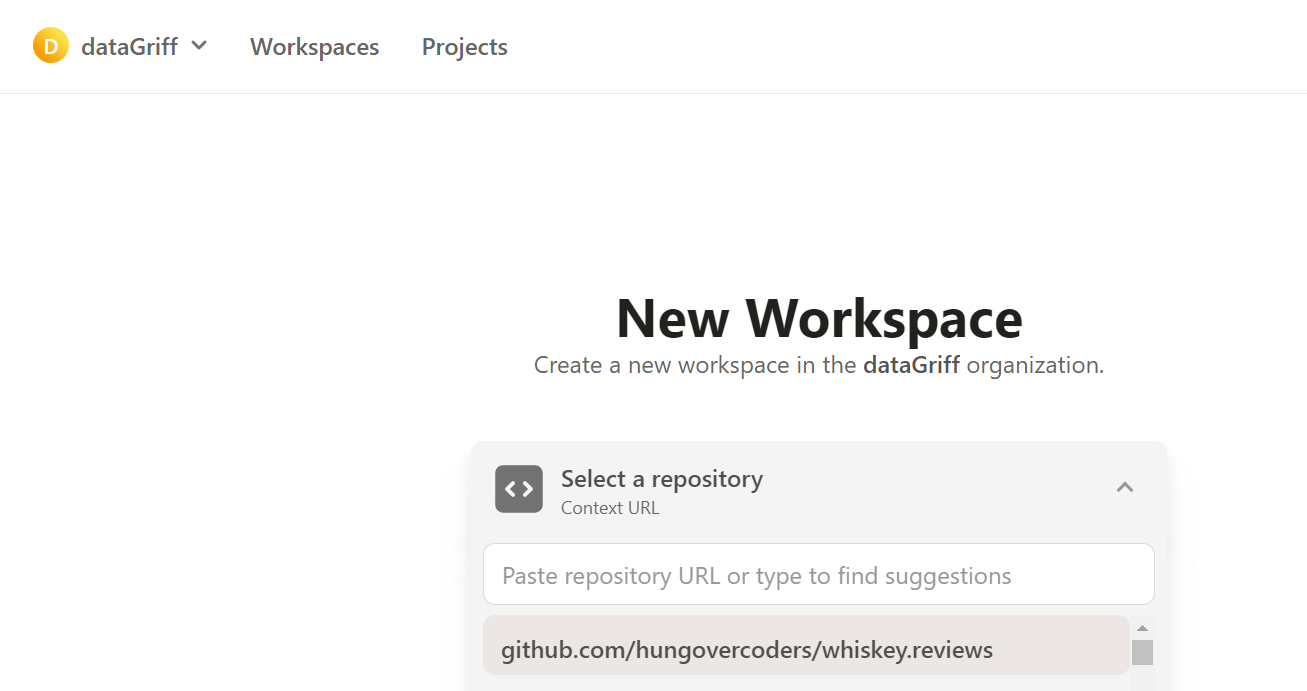 D dataGriff Workspaces Projects
New Workspace
Create a new workspace in the dataGriff organization.
Select a repository
Context URL
Paste repository URL or type to find suggestions
github.com/hungovercoders/whiskey.reviews